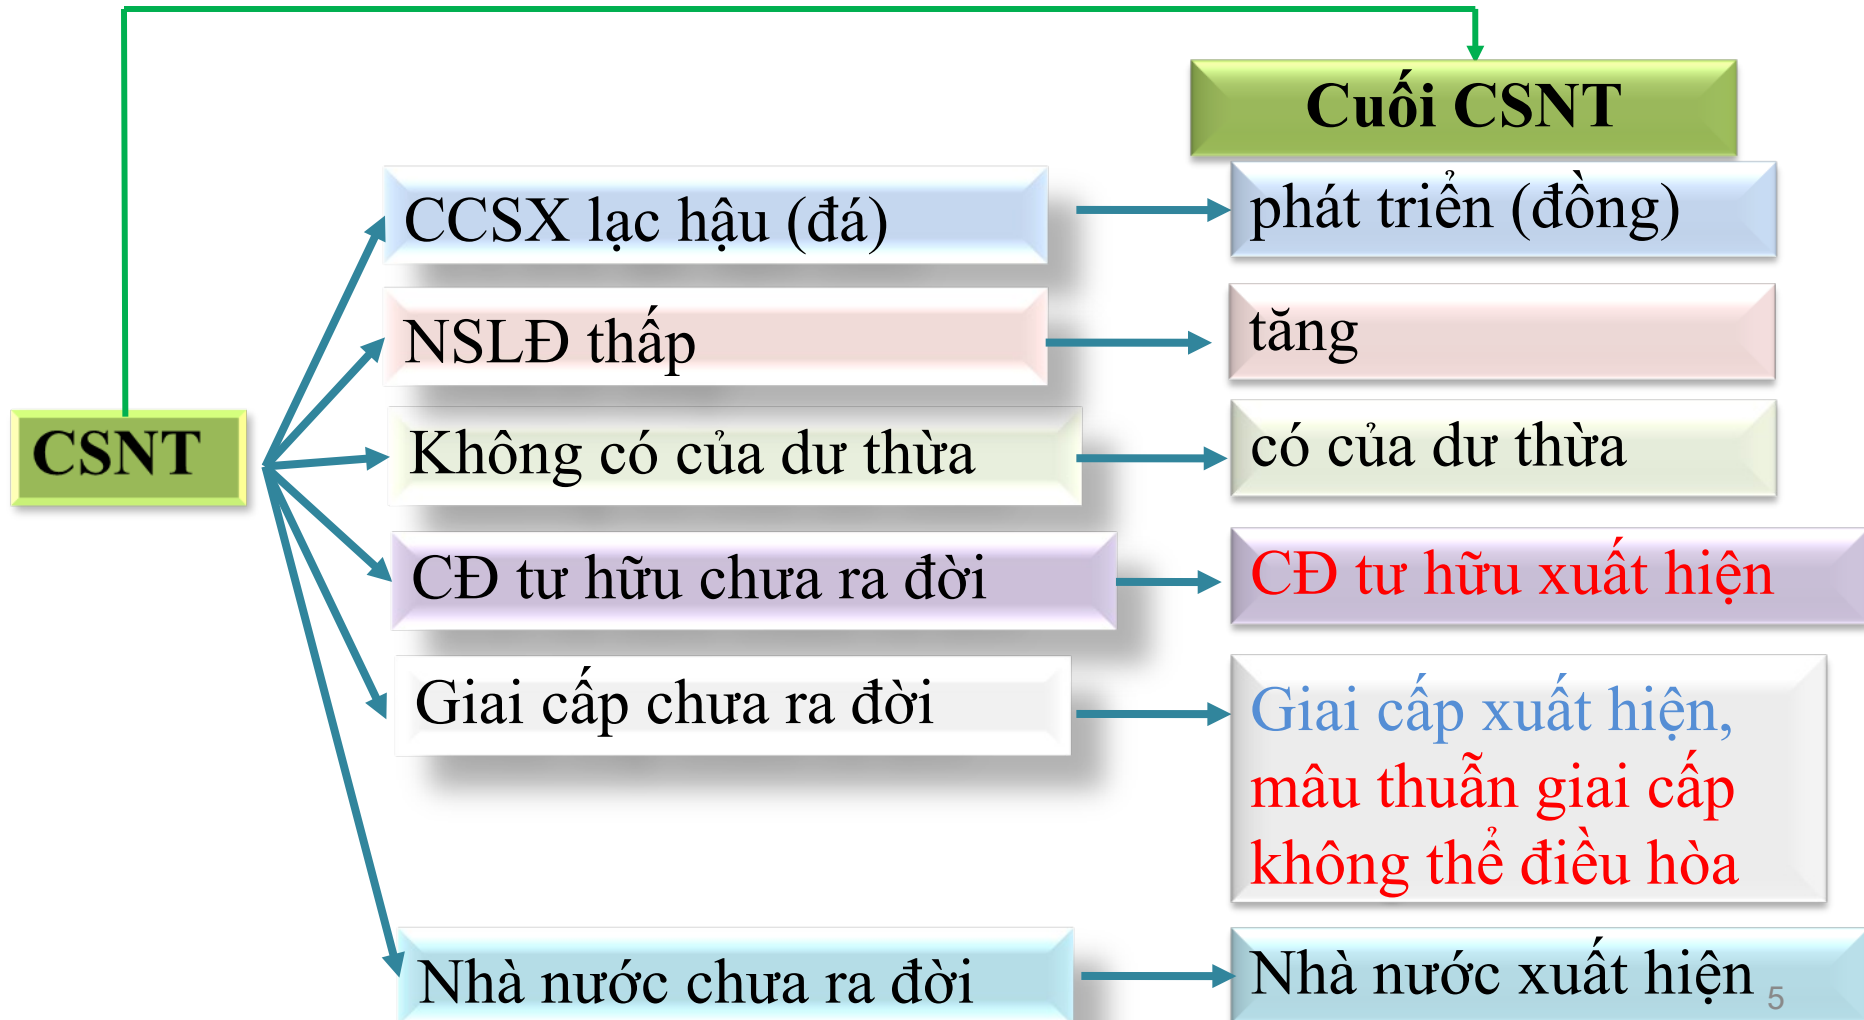 Cuối CSNT
CCSX lạc hậu (đá)
phát triển (đồng)
NSLĐ thấp
tăng
CSNT
Không có của dư thừa
có của dư thừa
CĐ tư hữu chưa ra đời
CĐ tư hữu xuất hiện
Giai cấp chưa ra đời
Giai cấp xuất hiện,
mâu thuẫn giai cấp
không thể điều hòa
Nhà nước chưa ra đời
Nhà nước xuất hiện
5